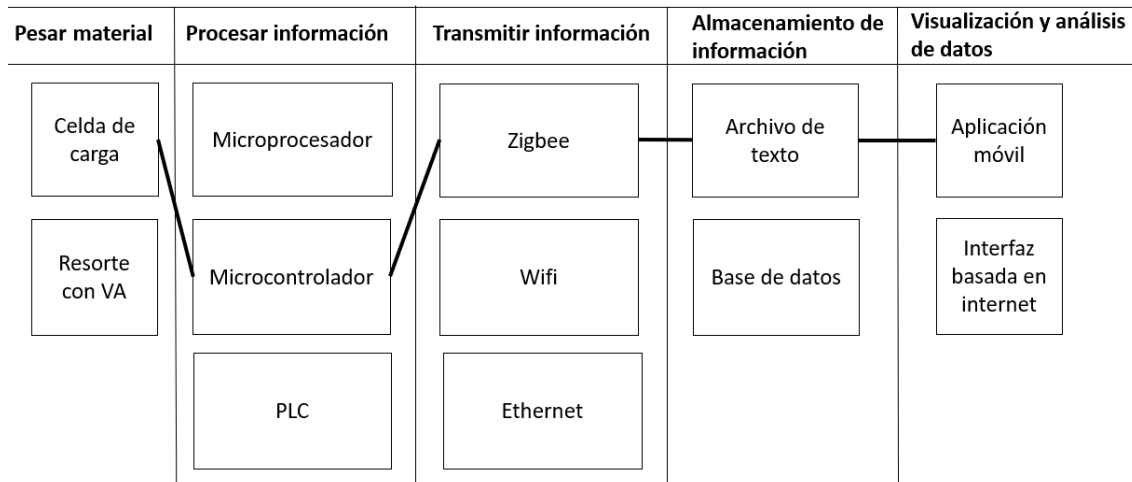 Pesar material
Procesar información
Transmitir información
Almacenamiento de
información
Visualización y análisis
de datos
Celda de
carga
Microprocesador
Zigbee
Archivo de
texto
Aplicación
móvil
Resorte
con VA
Microcontrolador
Wifi
Base de datos
Interfaz
basada en
internet
PLC
Ethernet